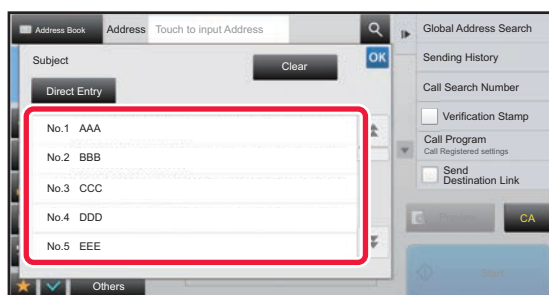 Address Book Address Touch to input Address
Subject
Clear
OK
Direct Entry
No.1 AAA
No.2 BBB
No.3 CCC
No.4 DDD
No.5 EEE
Others
Global Address Search
Sending History
Call Search Number
Verification Stamp
Call Program
Call Registered settings
Send
Destination Link
Preview
CA
Start